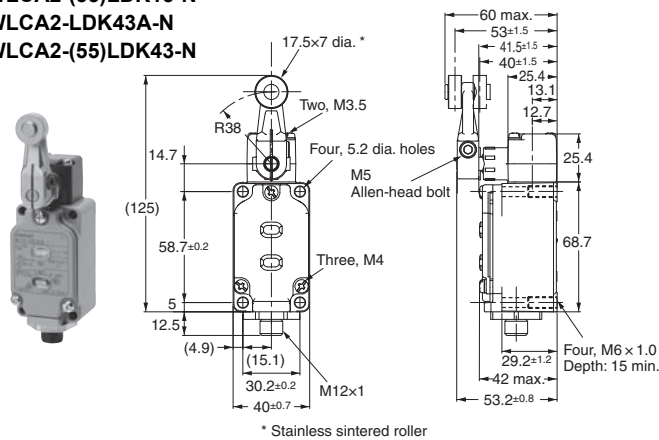 WLCA2-LDK43A-N
WLCA2-(55)LDK43-N
17.5×7 dia. *
Two, M3.5
R38
Four, 5.2 dia. holes
14.7
(125)
58.7±0.2
Three, M4
5
12.5
(4.9)
(15.1)
30.2±0.2
M12×1
40±0.7
60 max.
53±1.5
41.5±1.5
40±1.5
25.4
13.1
12.7
M5
Allen-head bolt
25.4
68.7
29.2±1.2
42 max.
53.2±0.8
Four, M6 × 1.0
Depth: 15 min.
* Stainless sintered roller